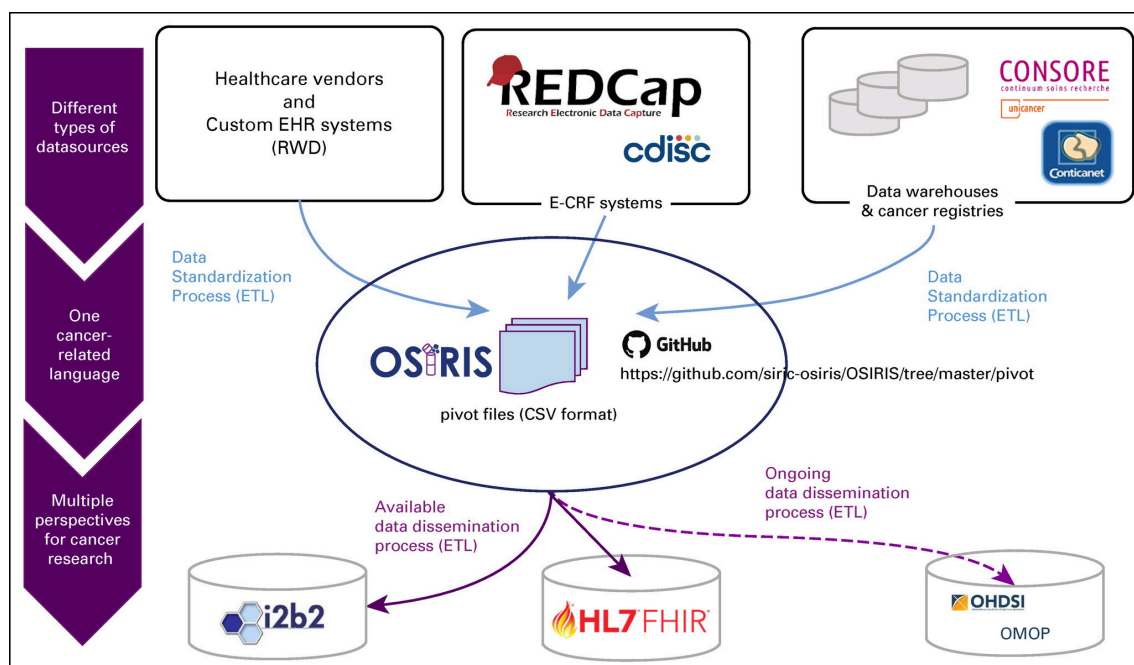 Different
types of
datasources
Healthcare vendors
and
Custom EHR systems
(RWD)
REDCap
Research Electronic Data Capture
cdisc
E-CRF systems
CONSORE
continuum soins recherche
unicancer
Conticanet
Data warehouses
& cancer registries
One
cancer-
related
language
Data
Standardization
Process (ETL)
Data
Standardization
Process (ETL)
OSiRIS
GitHub
https://github.com/siric-osiris/OSIRIS/tree/master/pivot
pivot files (CSV format)
Multiple
perspectives
for cancer
research
Available
data dissemination
process (ETL)
Ongoing
data dissemination
process (ETL)
i2b2
HL7 FHIR®
OHDSI
OMOP